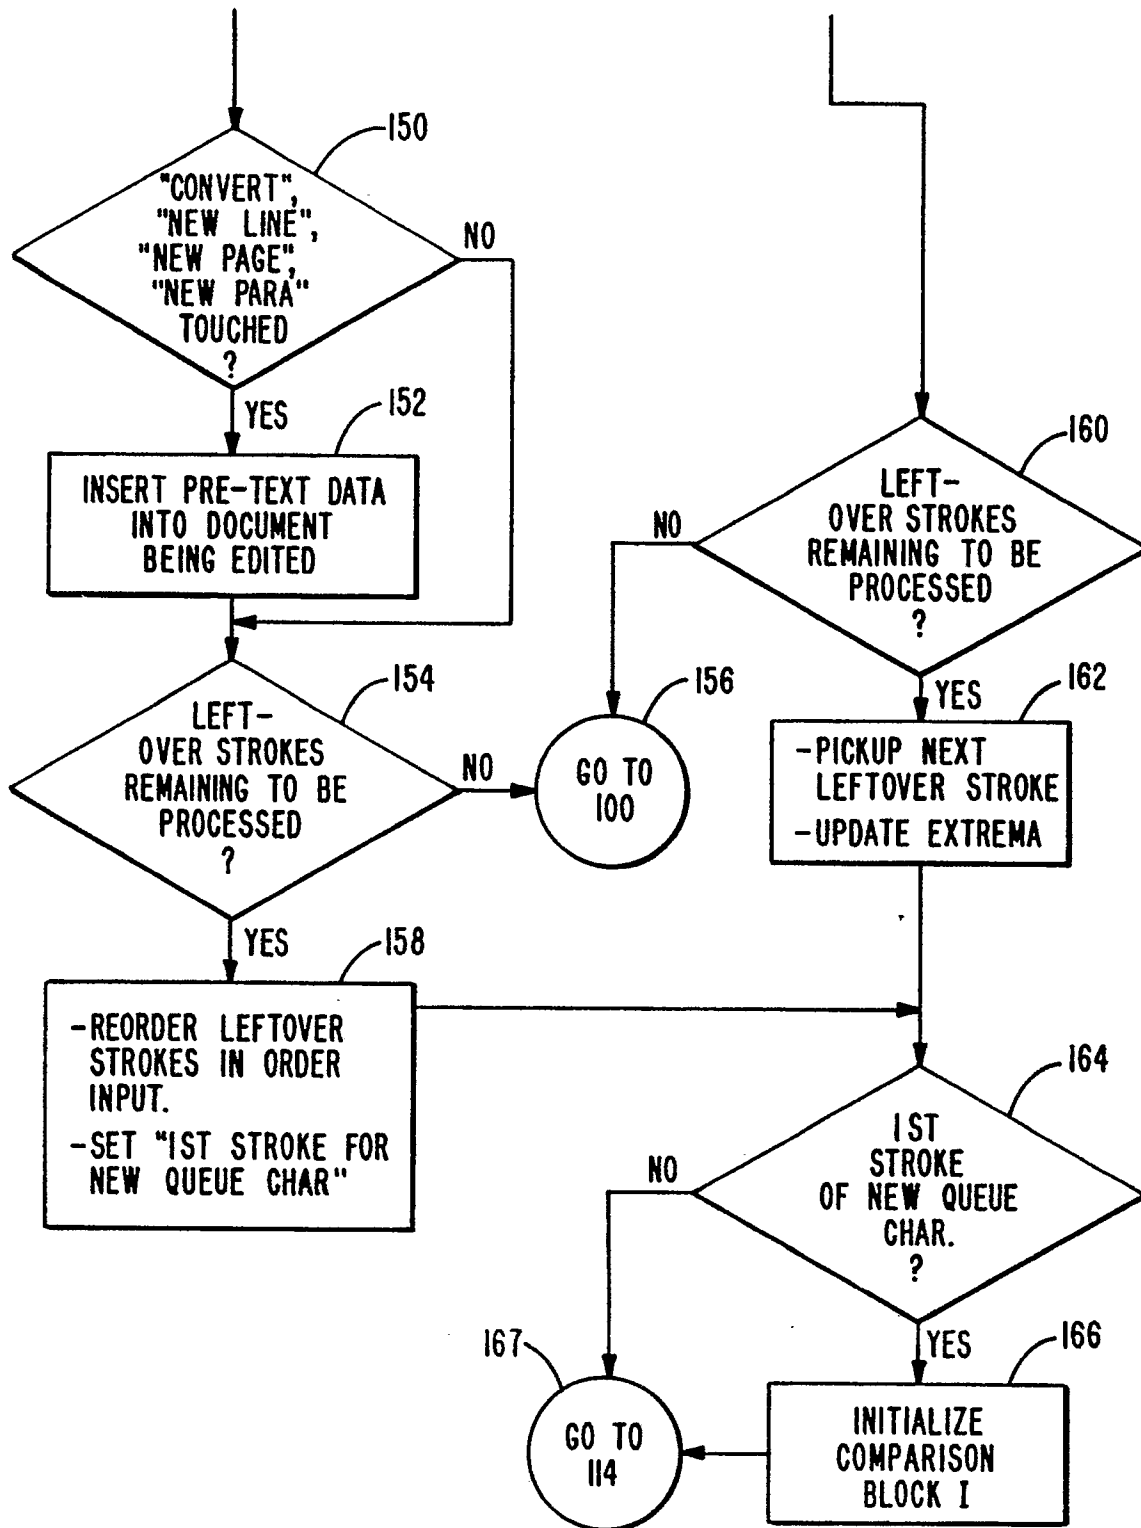 150
"CONVERT",
"NEW LINE",
"NEW PAGE",
"NEW PARA"
TOUCHED
?
NO
YES
152
INSERT PRE-TEXT DATA
INTO DOCUMENT
BEING EDITED
154
LEFT-
OVER STROKES
REMAINING TO BE
PROCESSED
?
NO
YES
156
GO TO
100
158
-REORDER LEFTOVER
STROKES IN ORDER
INPUT.
-SET "1ST STROKE FOR
NEW QUEUE CHAR"
160
LEFT-
OVER STROKES
REMAINING TO BE
PROCESSED
?
NO
YES
162
-PICKUP NEXT
LEFTOVER STROKE
-UPDATE EXTREMA
164
1ST
STROKE
OF NEW QUEUE
CHAR.
?
NO
YES
166
INITIALIZE
COMPARISON
BLOCK I
167
GO TO
114